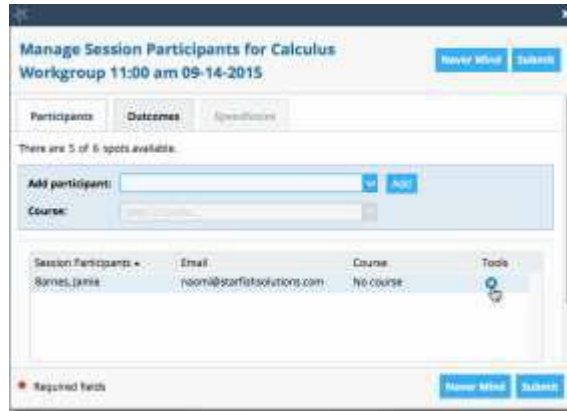 Manage Session Participants for Calculus
Workgroup 11:00 am 09-14-2015
Never Mind Submit
Participants Outcomes SpeedNotes
There are 5 of 6 spots available.
Add participant: Add
Course:
Session Participants Email Course Tools
Barnes, Jamie naomi@starfishsolutions.com No course
Required fields
Never Mind Submit